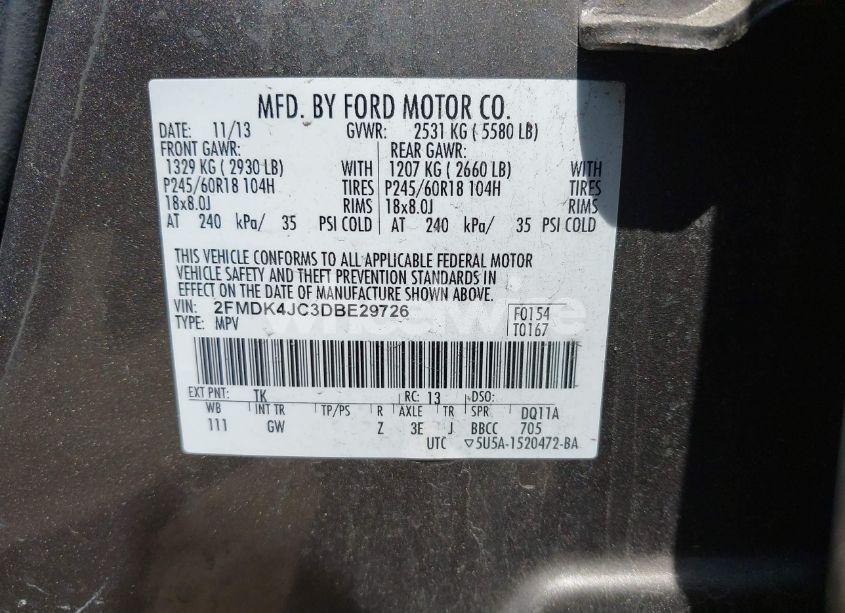 MFD. BY FORD MOTOR CO.
DATE: 11/13 GVWR: 2531 KG ( 5580 LB)
FRONT GAWR: REAR GAWR:
1329 KG ( 2930 LB) WITH 1207 KG ( 2660 LB) WITH
P245/60R18 104H TIRES P245/60R18 104H TIRES
18x8.0J RIMS 18x8.0J RIMS
AT 240 kPa/ 35 PSI COLD AT 240 kPa/ 35 PSI COLD
THIS VEHICLE CONFORMS TO ALL APPLICABLE FEDERAL MOTOR
VEHICLE SAFETY AND THEFT PREVENTION STANDARDS IN
EFFECT ON THE DATE OF MANUFACTURE SHOWN ABOVE.
VIN: 2FMDK4JC3DBE29726 F0154
TYPE: MPV T0167
EXT PNT: TK RC: 13 DSO:
WB INT TR TP/PS R AXLE TR SPR DQ11A
111 GW Z 3E J BBCC 705
UTC ▽5U5A-1520472-BA